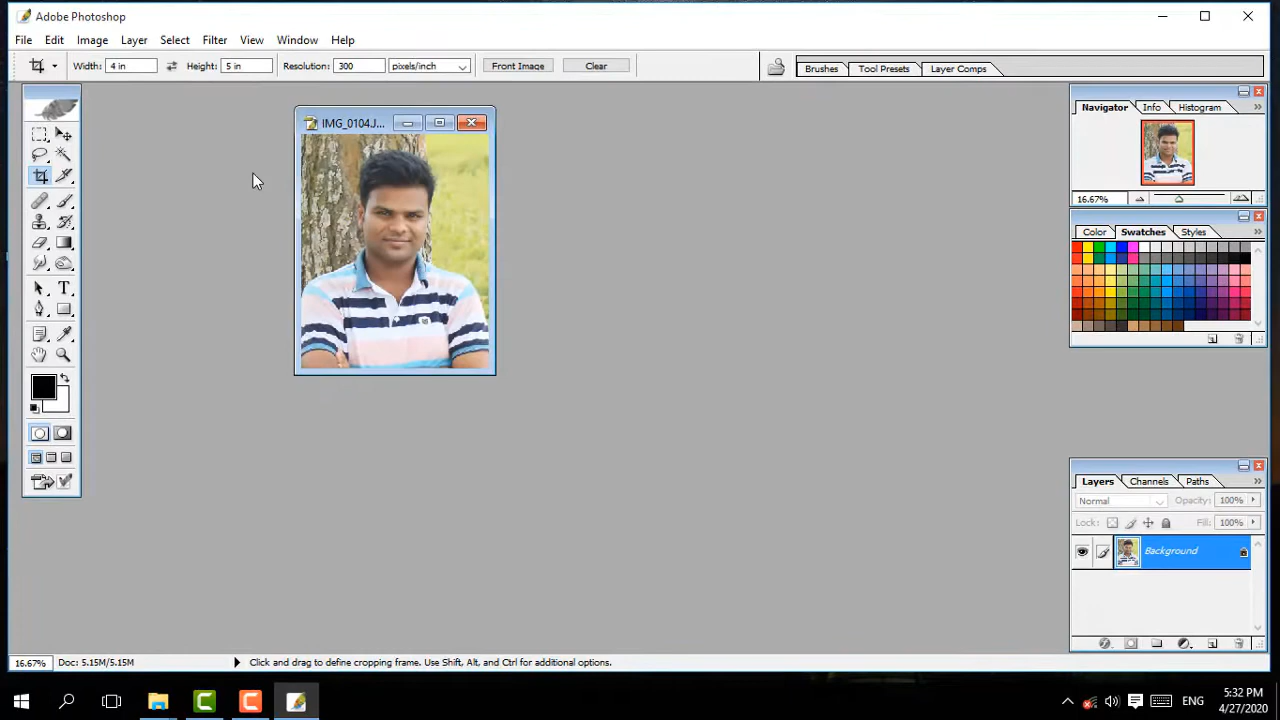 Adobe Photoshop
File Edit Image Layer Select Filter View Window Help
Width: 4 in Height: 5 in Resolution: 300 pixels/inch Front Image Clear Brushes Tool Presets Layer Comps
IMG_0104.J...
Navigator Info Histogram
16.67%
Color Swatches Styles
Layers Channels Paths
Normal Opacity: 100%
Lock: Fill: 100%
Background
16.67% Doc: 5.15M/5.15M Click and drag to define cropping frame. Use Shift, Alt, and Ctrl for additional options.
ENG
5:32 PM
4/27/2020